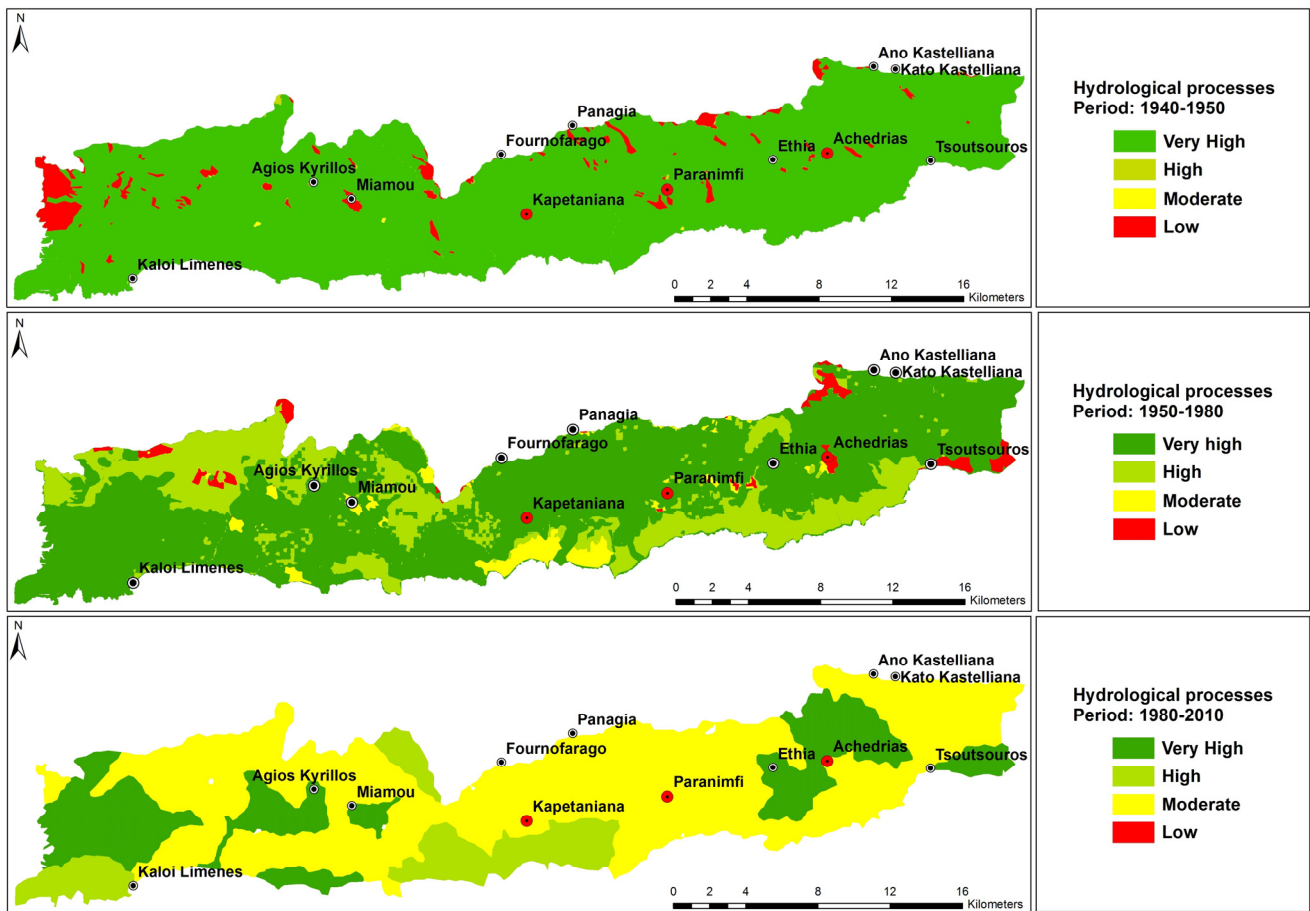 N
Ano Kastelliana
Kato Kastelliana
Panagia
Fournofarago
Ethia
Achedrias
Tsoutsouros
Agios Kyrillos
Miamou
Paranimfi
Kapetaniana
Kaloi Limenes
0 2 4 8 12 16
Kilometers
Hydrological processes
Period: 1940-1950
Very High
High
Moderate
Low
N
Ano Kastelliana
Kato Kastelliana
Panagia
Fournofarago
Ethia
Achedrias
Tsoutsouros
Agios Kyrillos
Miamou
Paranimfi
Kapetaniana
Kaloi Limenes
0 2 4 8 12 16
Kilometers
Hydrological processes
Period: 1950-1980
Very high
High
Moderate
Low
N
Ano Kastelliana
Kato Kastelliana
Panagia
Fournofarago
Ethia
Achedrias
Tsoutsouros
Agios Kyrillos
Miamou
Paranimfi
Kapetaniana
Kaloi Limenes
0 2 4 8 12 16
Kilometers
Hydrological processes
Period: 1980-2010
Very High
High
Moderate
Low